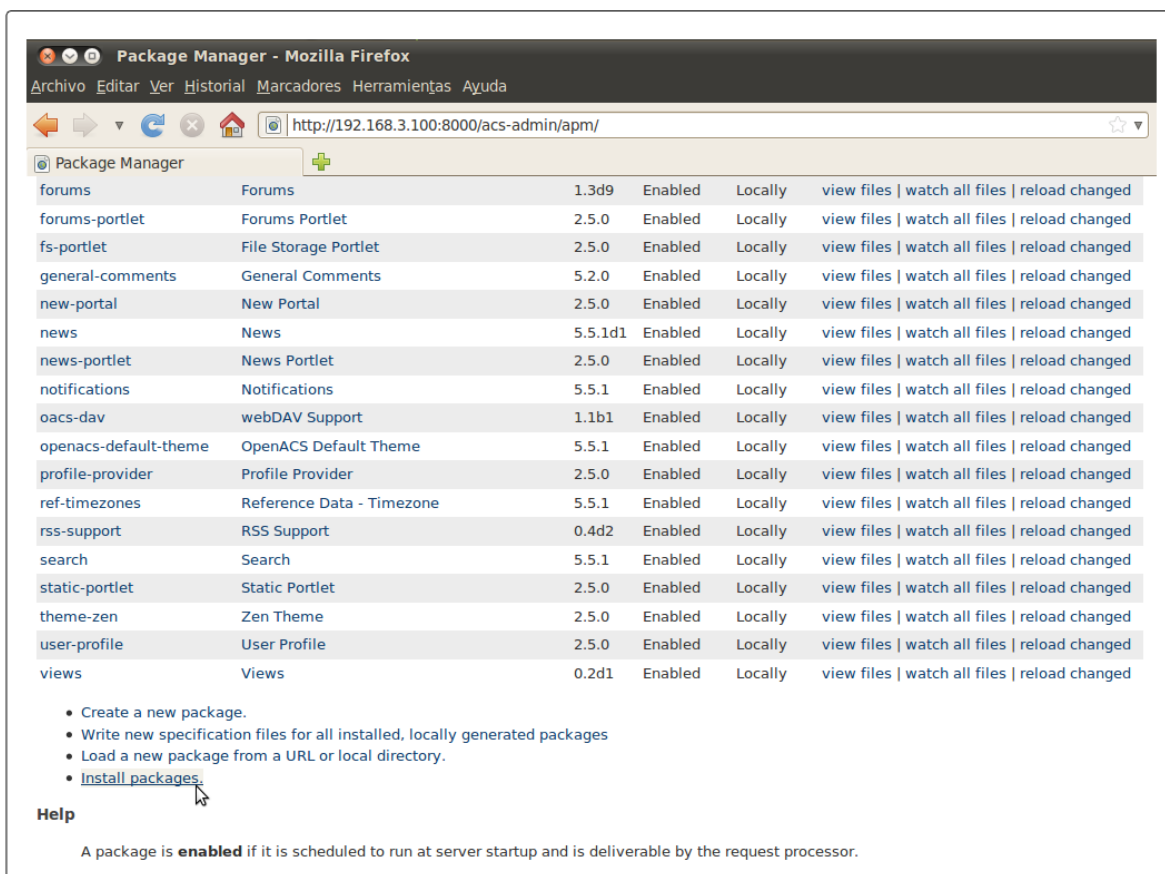 Package Manager - Mozilla Firefox
Archivo Editar Ver Historial Marcadores Herramientas Ayuda
http://192.168.3.100:8000/acs-admin/apm/
Package Manager
forums Forums 1.3d9 Enabled Locally view files | watch all files | reload changed
forums-portlet Forums Portlet 2.5.0 Enabled Locally view files | watch all files | reload changed
fs-portlet File Storage Portlet 2.5.0 Enabled Locally view files | watch all files | reload changed
general-comments General Comments 5.2.0 Enabled Locally view files | watch all files | reload changed
new-portal New Portal 2.5.0 Enabled Locally view files | watch all files | reload changed
news News 5.5.1d1 Enabled Locally view files | watch all files | reload changed
news-portlet News Portlet 2.5.0 Enabled Locally view files | watch all files | reload changed
notifications Notifications 5.5.1 Enabled Locally view files | watch all files | reload changed
oacs-dav webDAV Support 1.1b1 Enabled Locally view files | watch all files | reload changed
openacs-default-theme OpenACS Default Theme 5.5.1 Enabled Locally view files | watch all files | reload changed
profile-provider Profile Provider 2.5.0 Enabled Locally view files | watch all files | reload changed
ref-timezones Reference Data - Timezone 5.5.1 Enabled Locally view files | watch all files | reload changed
rss-support RSS Support 0.4d2 Enabled Locally view files | watch all files | reload changed
search Search 5.5.1 Enabled Locally view files | watch all files | reload changed
static-portlet Static Portlet 2.5.0 Enabled Locally view files | watch all files | reload changed
theme-zen Zen Theme 2.5.0 Enabled Locally view files | watch all files | reload changed
user-profile User Profile 2.5.0 Enabled Locally view files | watch all files | reload changed
views Views 0.2d1 Enabled Locally view files | watch all files | reload changed
• Create a new package.
• Write new specification files for all installed, locally generated packages
• Load a new package from a URL or local directory.
• Install packages.
Help
A package is enabled if it is scheduled to run at server startup and is deliverable by the request processor.